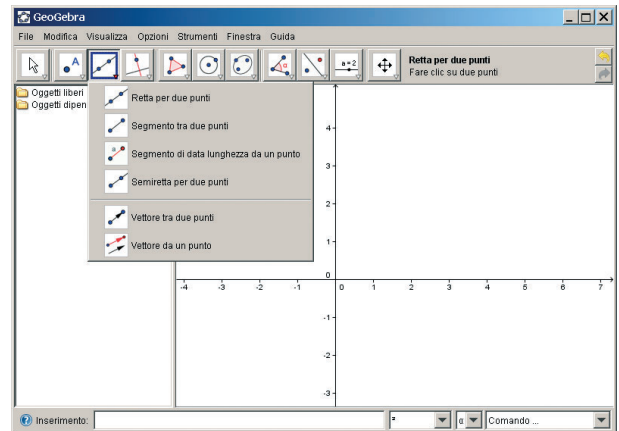 GeoGebra
File Modifica Visualizza Opzioni Strumenti Finestra Guida
A
a=2
Retta per due punti
Fare clic su due punti
Oggetti liberi
Oggetti dipen
Retta per due punti
Segmento tra due punti
Segmento di data lunghezza da un punto
Semiretta per due punti
Vettore tra due punti
Vettore da un punto
4
3
2
1
0
-4 -3 -2 -1 0 1 2 3 4 5 6 7
-1
-2
-3
Inserimento: ² α Comando ...